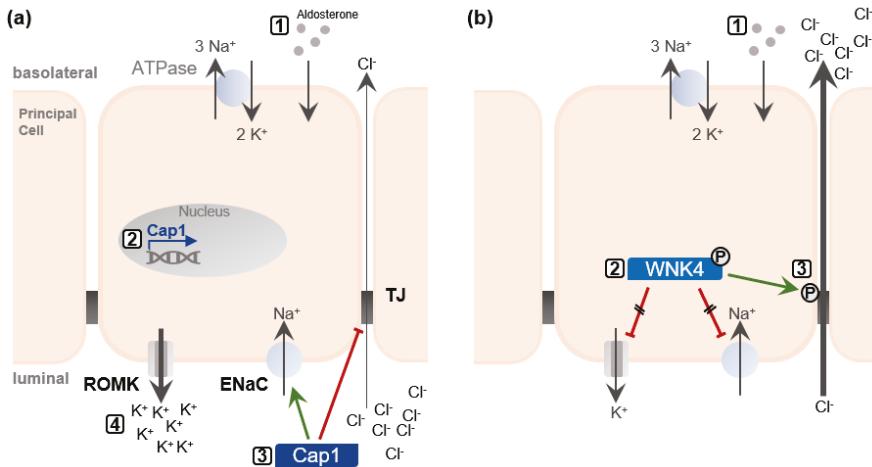 (a)
1
Aldosterone
3 Na⁺
Cl⁻
ATPase
basolateral
2 K⁺
Principal
Cell
Nucleus
2
Cap1
TJ
Na⁺
luminal
ROMK
ENaC
K⁺
K⁺ K⁺
4
K⁺ K⁺
K⁺ K⁺
Cl⁻
Cl⁻
Cl⁻
Cl⁻
Cl⁻
Cl⁻
3
Cap1
(b)
1
Cl⁻
Cl⁻
Cl⁻
Cl⁻
Cl⁻
Cl⁻
Cl⁻
3 Na⁺
2 K⁺
2
WNK4
P
3
P
Na⁺
K⁺
Cl⁻